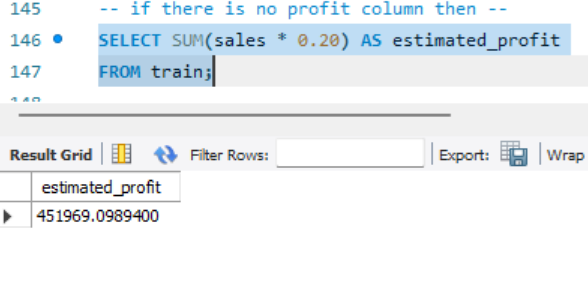 145 -- if there is no profit column then --
146 SELECT SUM(sales * 0.20) AS estimated_profit
147 FROM train;
148
Result Grid Filter Rows: Export: Wrap
estimated_profit
451969.0989400